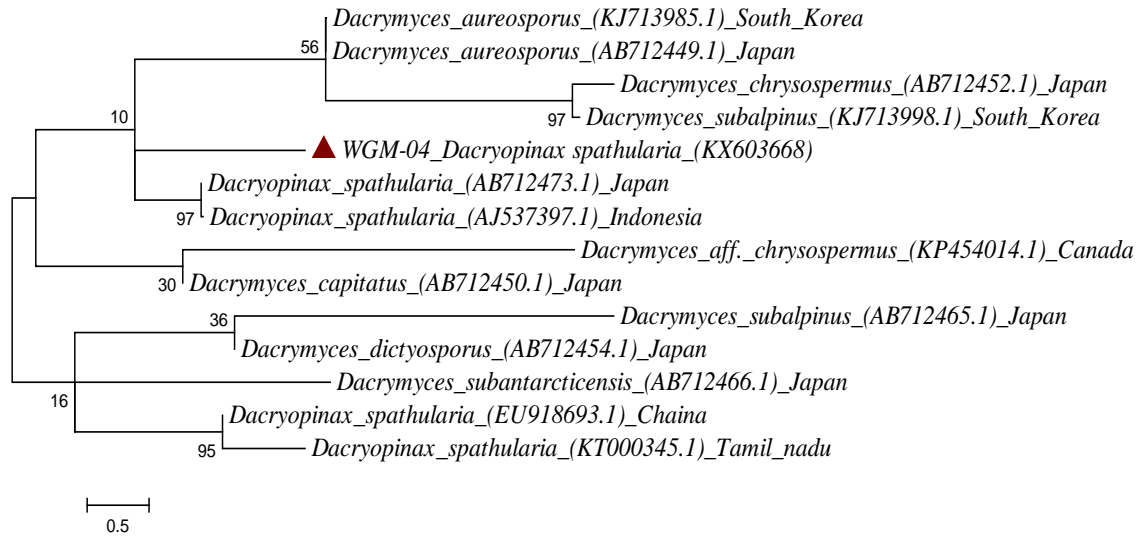 Dacrymyces_aureosporus_(KJ713985.1)_South_Korea
56
Dacrymyces_aureosporus_(AB712449.1)_Japan
Dacrymyces_chrysospermus_(AB712452.1)_Japan
97
Dacrymyces_subalpinus_(KJ713998.1)_South_Korea
10
WGM-04_Dacryopinax spathularia_(KX603668)
Dacryopinax_spathularia_(AB712473.1)_Japan
97
Dacryopinax_spathularia_(AJ537397.1)_Indonesia
Dacrymyces_aff._chrysospermus_(KP454014.1)_Canada
30
Dacrymyces_capitatus_(AB712450.1)_Japan
36
Dacrymyces_subalpinus_(AB712465.1)_Japan
Dacrymyces_dictyosporus_(AB712454.1)_Japan
Dacrymyces_subantarcticensis_(AB712466.1)_Japan
16
Dacryopinax_spathularia_(EU918693.1)_Chaina
95
Dacryopinax_spathularia_(KT000345.1)_Tamil_nadu
0.5